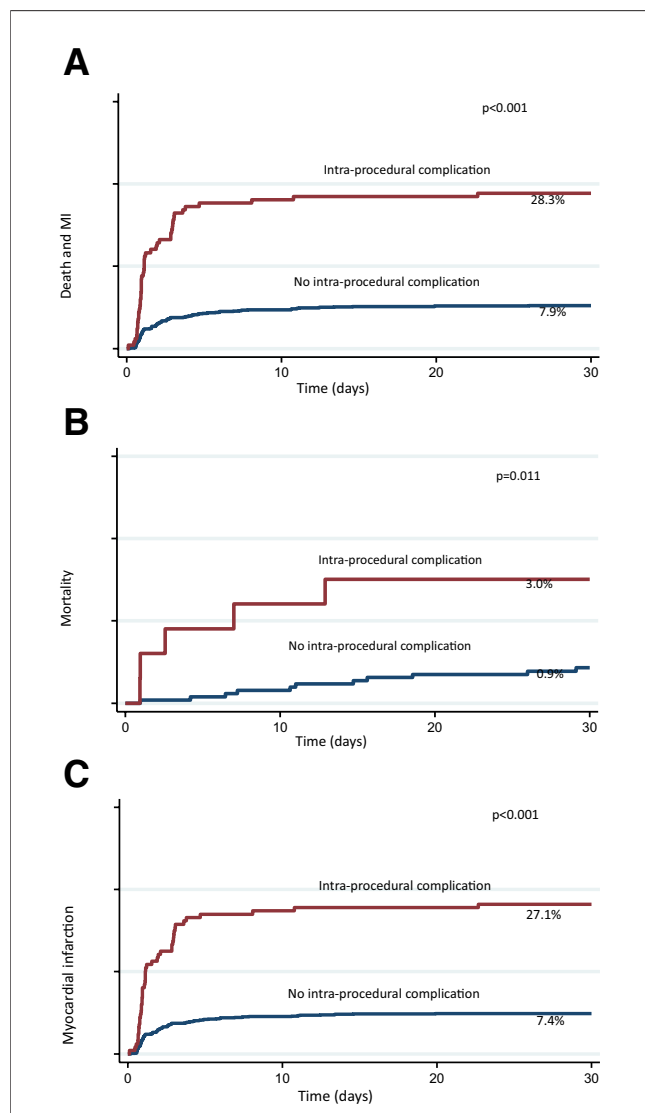 A
p<0.001
Intra-procedural complication
28.3%
No intra-procedural complication
7.9%
Death and MI
0 10 20 30
Time (days)
B
p=0.011
Intra-procedural complication
3.0%
No intra-procedural complication
0.9%
Mortality
0 10 20 30
Time (days)
C
p<0.001
Intra-procedural complication
27.1%
No intra-procedural complication
7.4%
Myocardial infarction
0 10 20 30
Time (days)